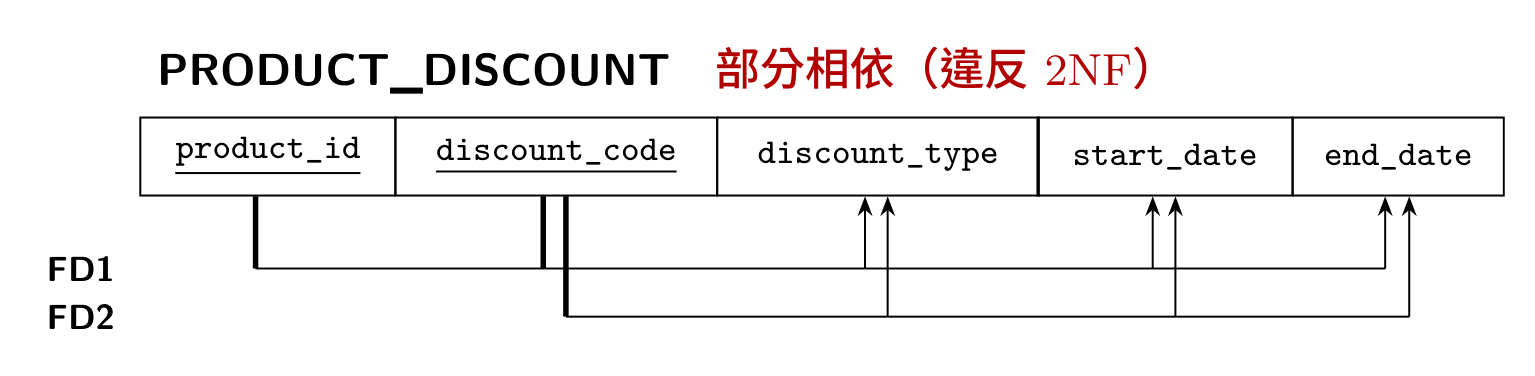 PRODUCT_DISCOUNT 部分相依（違反 2NF）
product_id discount_code discount_type start_date end_date
FD1
FD2